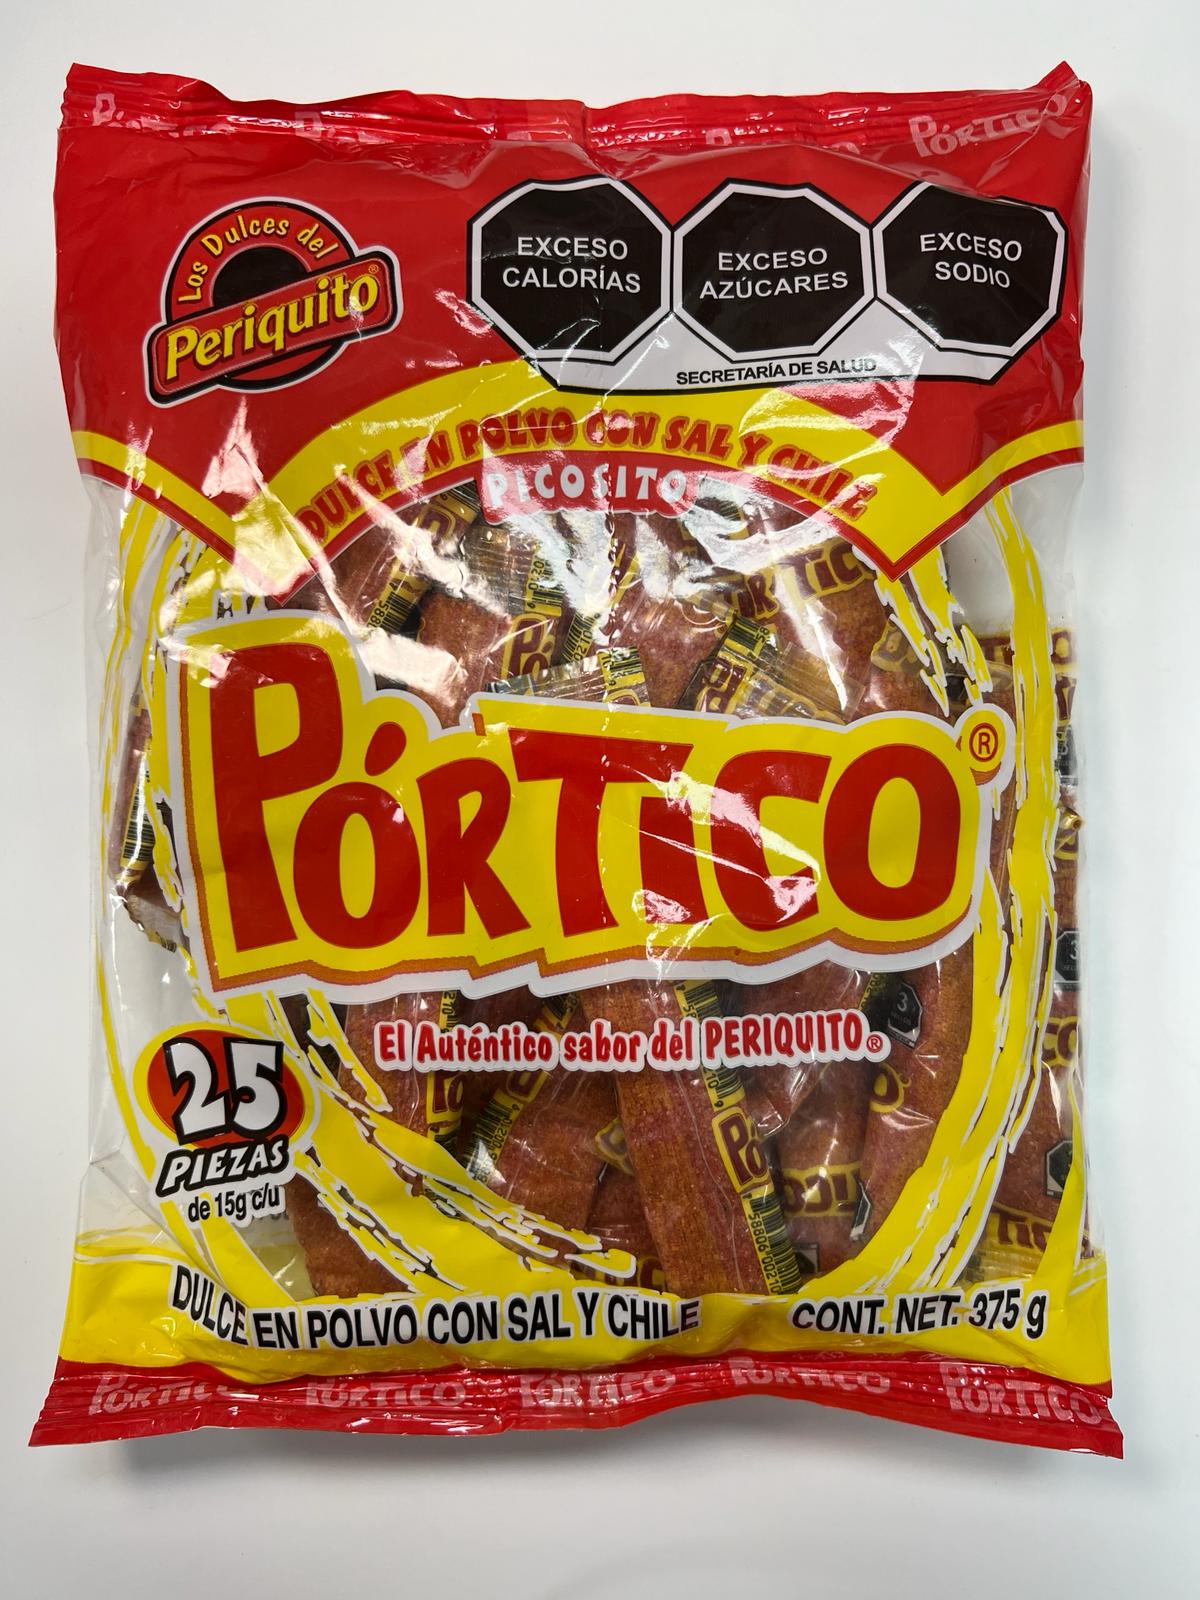 PÓRTICO
Los Dulces del
Periquito®
EXCESO
CALORÍAS
EXCESO
AZÚCARES
EXCESO
SODIO
SECRETARÍA DE SALUD
DULCE EN POLVO CON SAL Y CHILE
PICOSITO
PÓRTiCO®
El Auténtico sabor del PERIQUITO®
25
PIEZAS
de 15g c/u
DULCE EN POLVO CON SAL Y CHILE
CONT. NET. 375 g
PÓRTICO PÓRTICO PÓRTICO PÓRTICO PÓRTICO